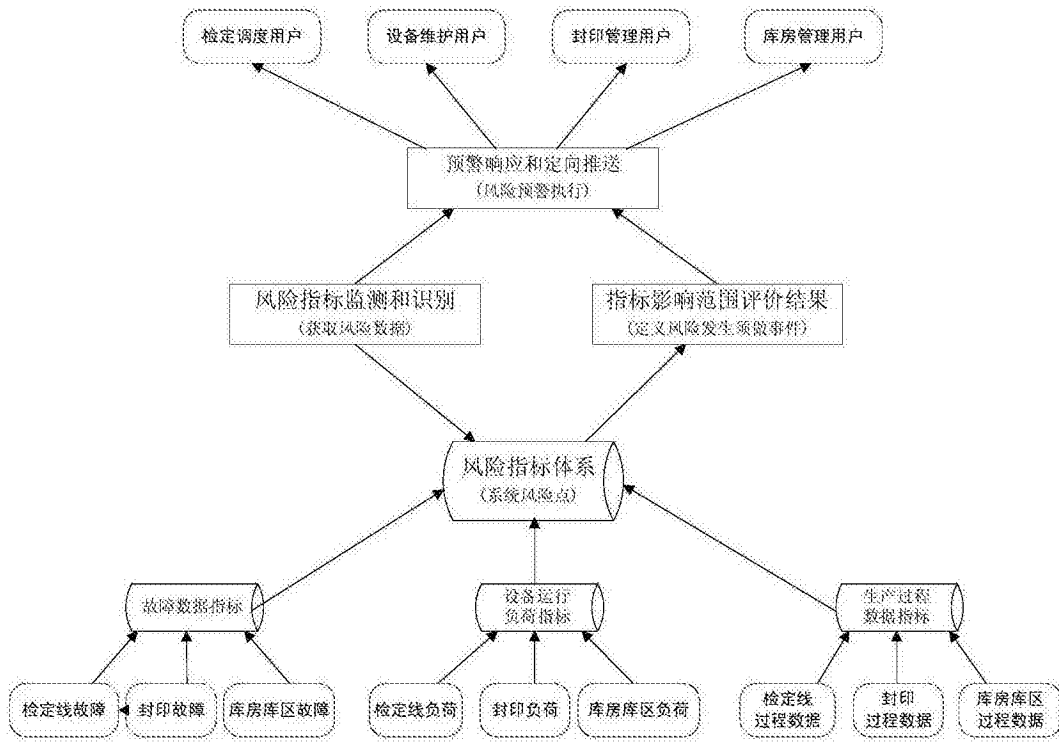 检定调度用户
设备维护用户
封印管理用户
库房管理用户
预警响应和定向推送
(风险预警执行)
风险指标监测和识别
(获取风险数据)
指标影响范围评价结果
(定义风险发生须做事件)
风险指标体系
(系统风险点)
故障数据指标
设备运行
负荷指标
生产过程
数据指标
检定线故障
封印故障
库房库区故障
检定线负荷
封印负荷
库房库区负荷
检定线
过程数据
封印
过程数据
库房库区
过程数据